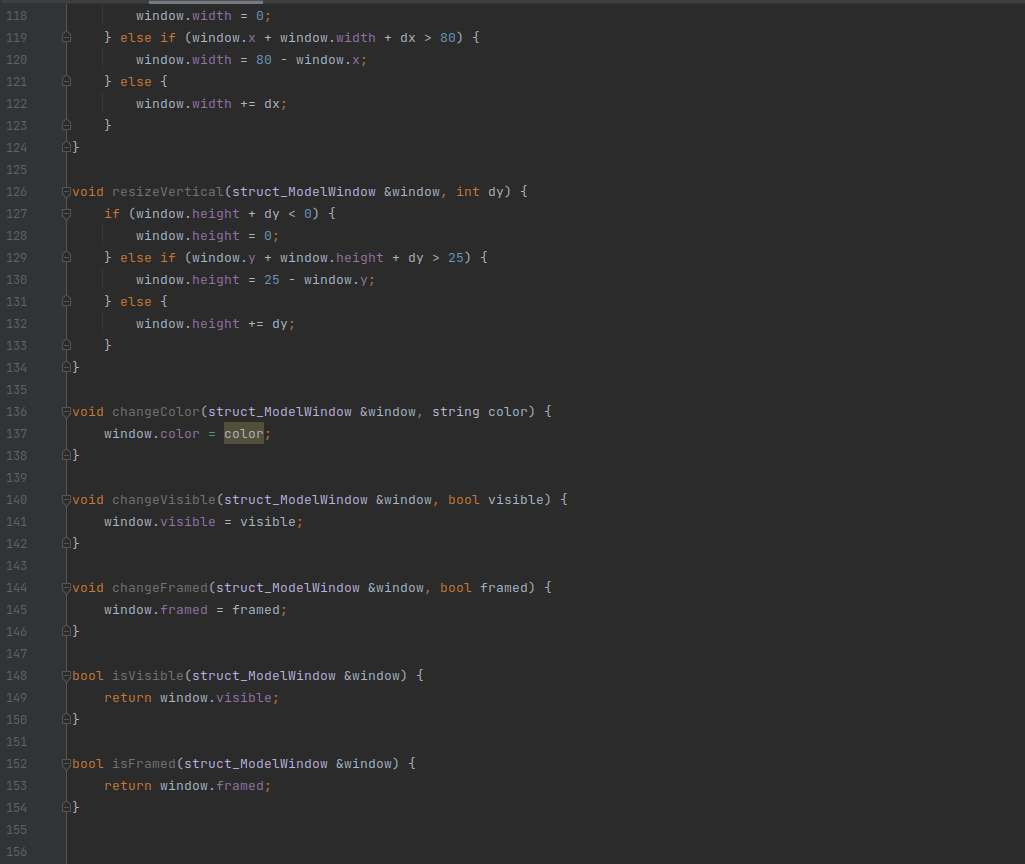 118 window.width = 0;
119 } else if (window.x + window.width + dx > 80) {
120 window.width = 80 - window.x;
121 } else {
122 window.width += dx;
123 }
124 }
125
126 void resizeVertical(struct_ModelWindow &window, int dy) {
127 if (window.height + dy < 0) {
128 window.height = 0;
129 } else if (window.y + window.height + dy > 25) {
130 window.height = 25 - window.y;
131 } else {
132 window.height += dy;
133 }
134 }
135
136 void changeColor(struct_ModelWindow &window, string color) {
137 window.color = color;
138 }
139
140 void changeVisible(struct_ModelWindow &window, bool visible) {
141 window.visible = visible;
142 }
143
144 void changeFramed(struct_ModelWindow &window, bool framed) {
145 window.framed = framed;
146 }
147
148 bool isVisible(struct_ModelWindow &window) {
149 return window.visible;
150 }
151
152 bool isFramed(struct_ModelWindow &window) {
153 return window.framed;
154 }
155
156